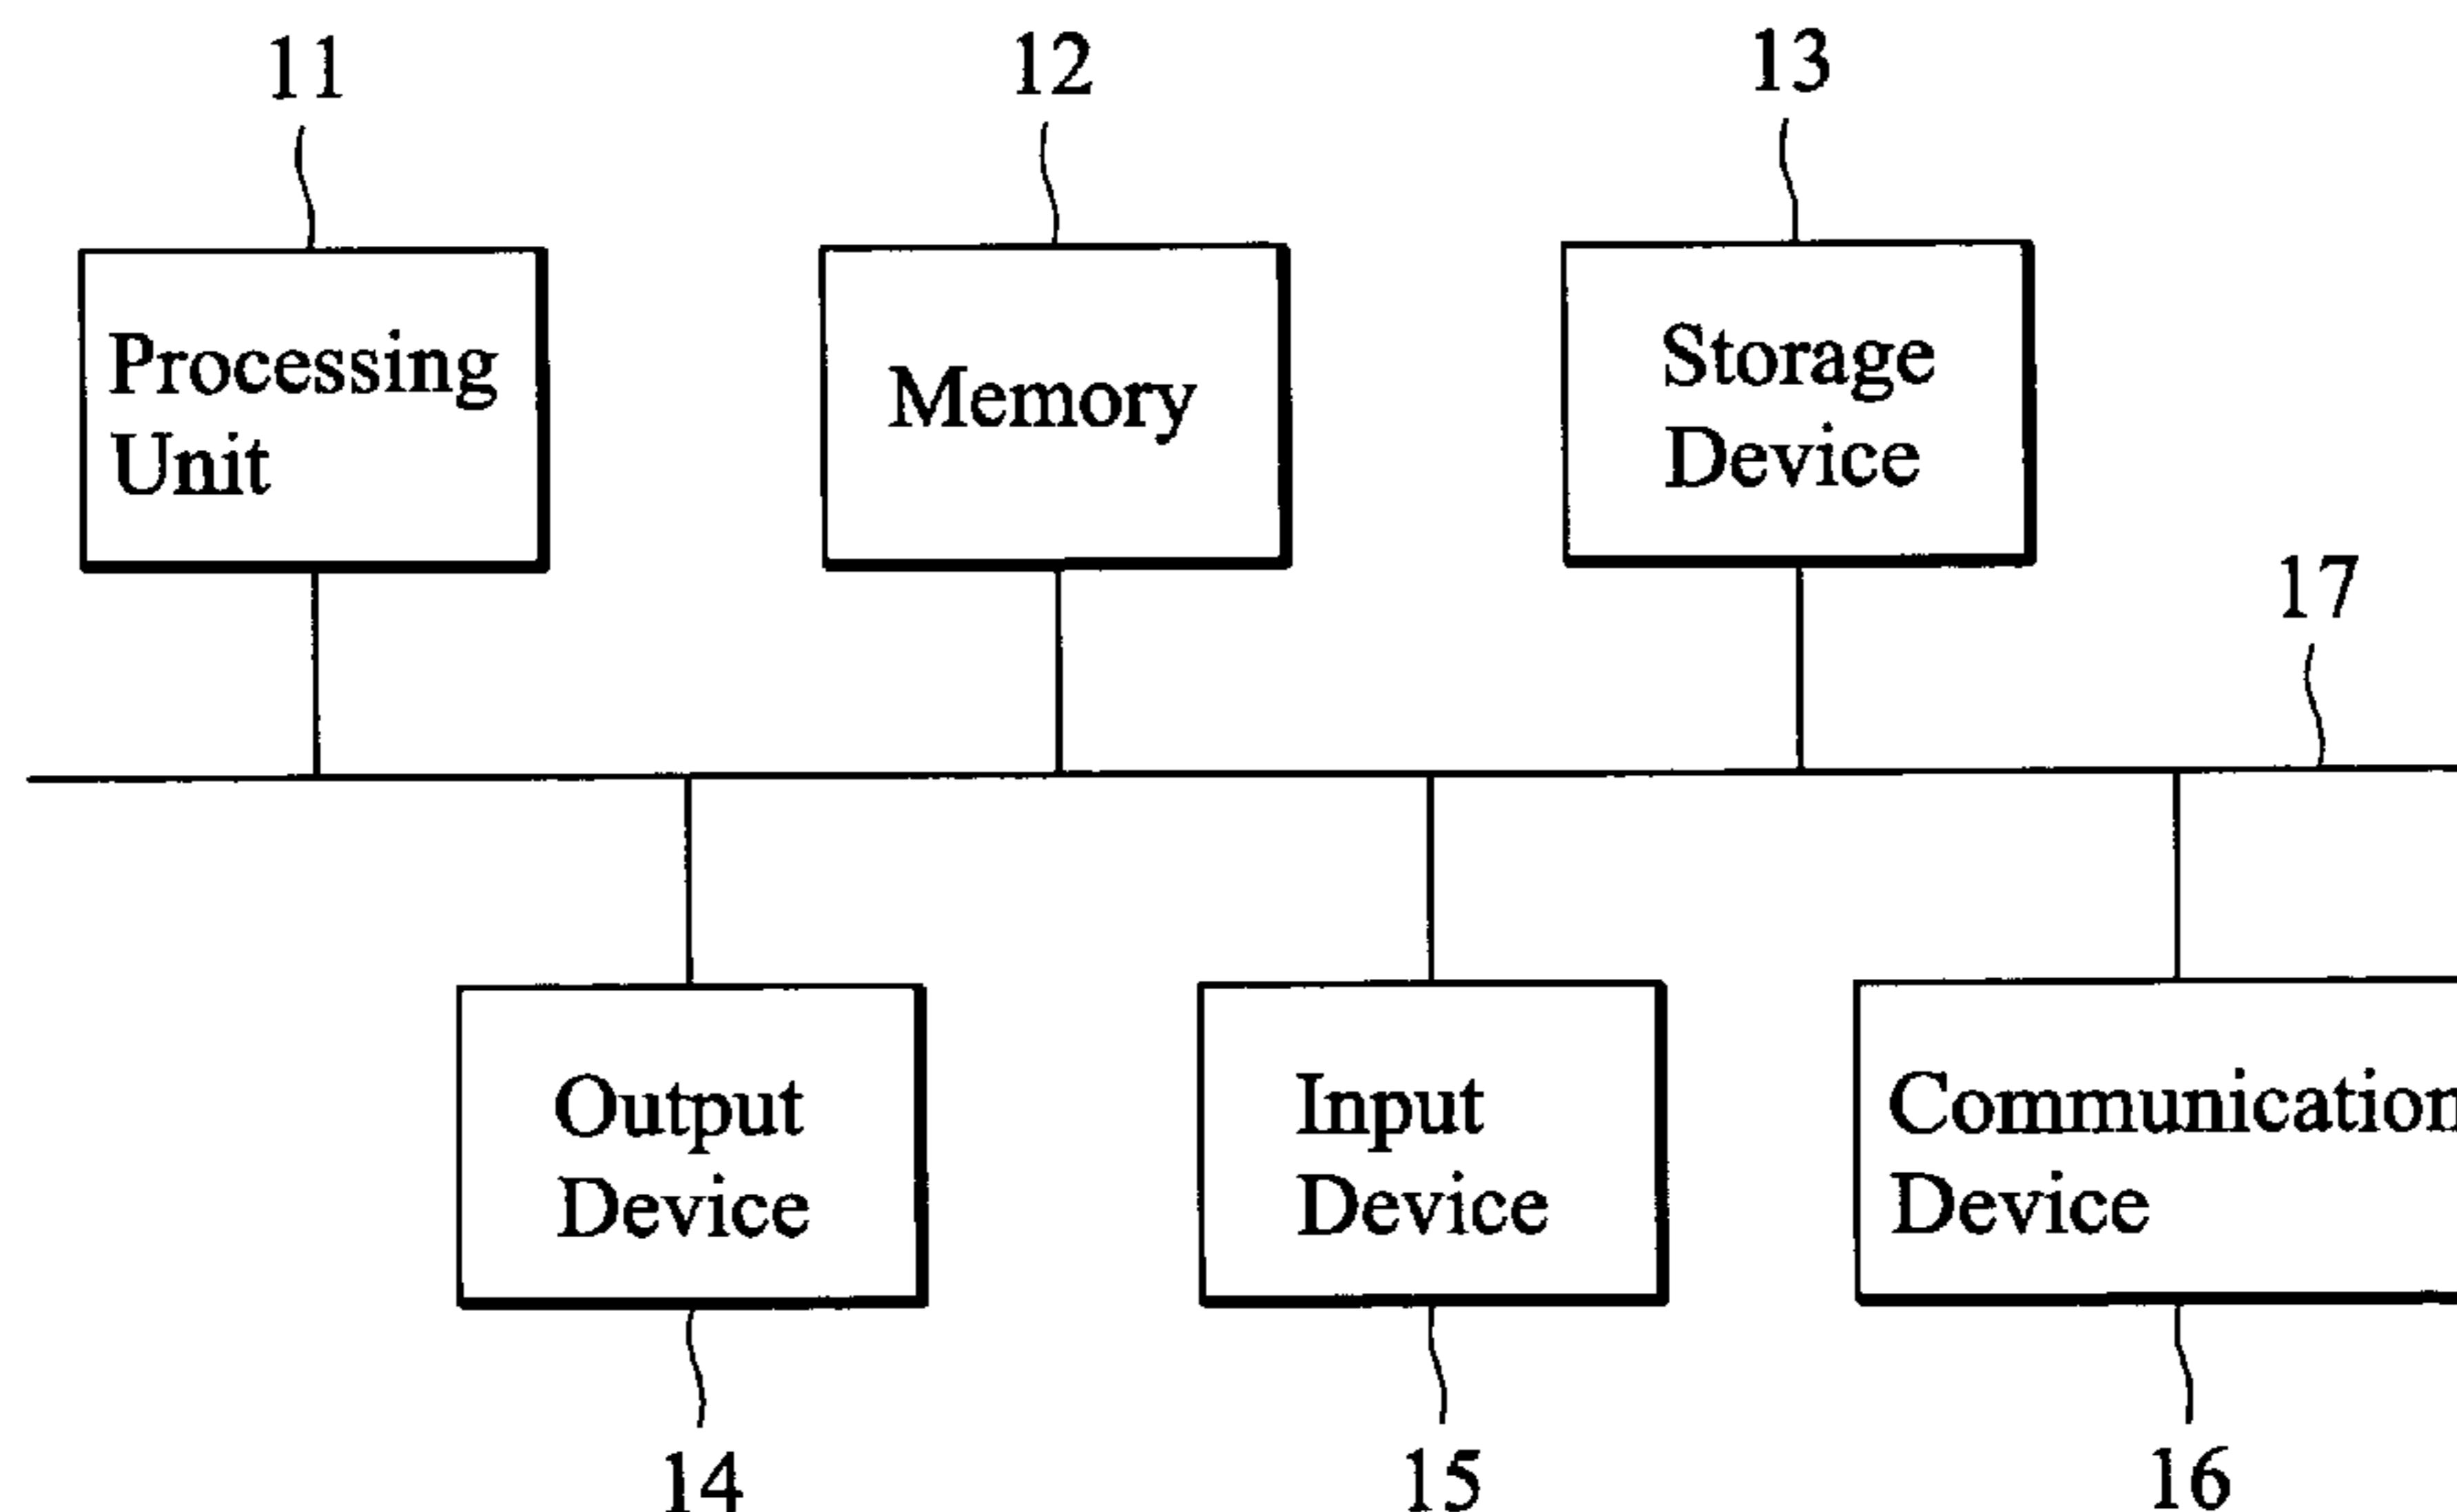 11
12
13
Processing
Unit
Memory
Storage
Device
17
Output
Device
Input
Device
Communication
Device
14
15
16